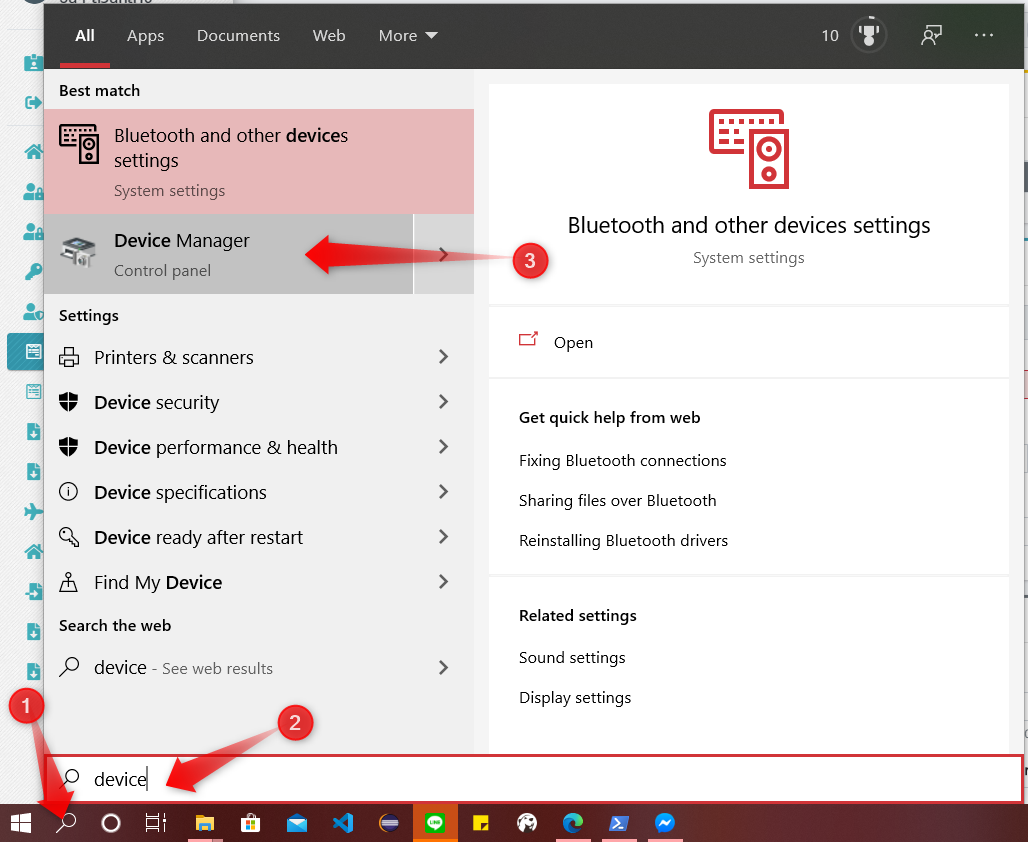 All
Apps
Documents
Web
More
10
Best match
Bluetooth and other devices
settings
System settings
Device Manager
Control panel
3
Settings
Printers & scanners
Device security
Device performance & health
Device specifications
Device ready after restart
Find My Device
Search the web
device - See web results
Bluetooth and other devices settings
System settings
Open
Get quick help from web
Fixing Bluetooth connections
Sharing files over Bluetooth
Reinstalling Bluetooth drivers
Related settings
Sound settings
Display settings
1
2
device
LINE